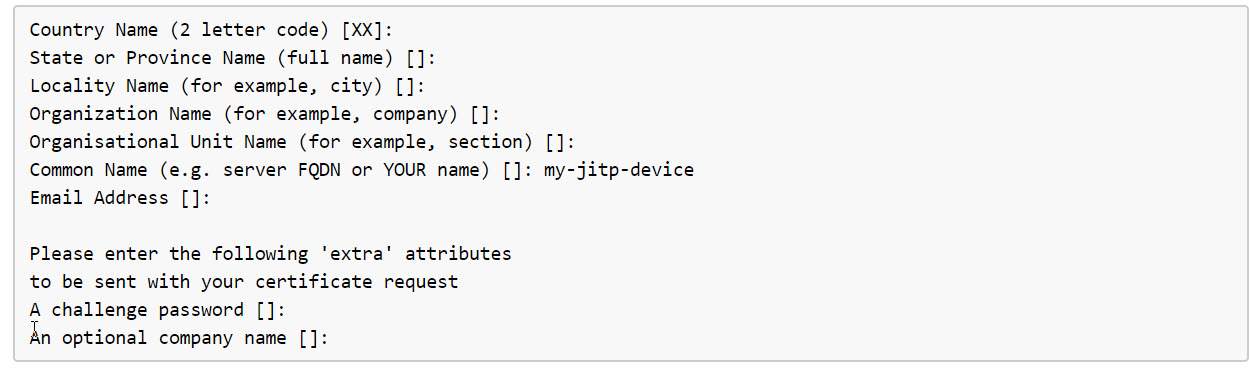 Country Name (2 letter code) [XX]:
State or Province Name (full name) []:
Locality Name (for example, city) []:
Organization Name (for example, company) []:
Organisational Unit Name (for example, section) []:
Common Name (e.g. server FQDN or YOUR name) []: my-jitp-device
Email Address []:
Please enter the following 'extra' attributes
to be sent with your certificate request
A challenge password []:
An optional company name []: